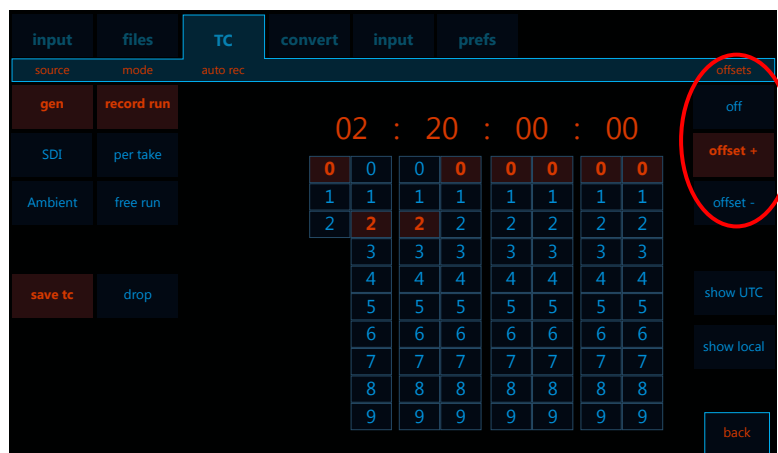 input files TC convert input prefs
source mode auto rec offsets
gen record run off
02 : 20 : 00 : 00
SDI per take offset +
0 0 0 0 0 0 0 0
Ambient free run 1 1 1 1 1 1 1 1 offset -
2 2 2 2 2 2 2 2
3 3 3 3 3 3 3
save tc drop 4 4 4 4 4 4 4 show UTC
5 5 5 5 5 5 5
6 6 6 6 6 6 6
show local
7 7 7 7 7 7 7
8 8 8 8 8 8 8
9 9 9 9 9 9 9
back